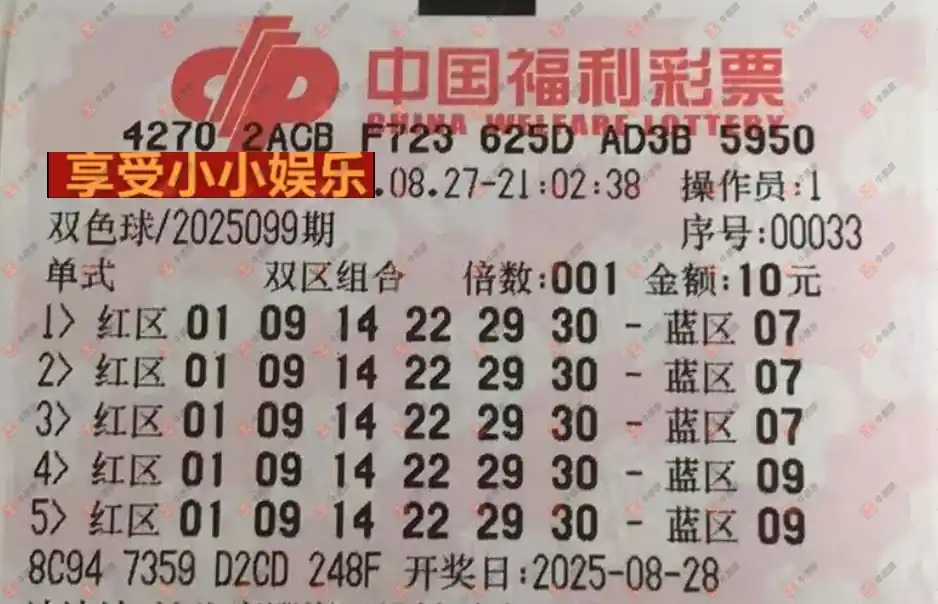 中国福利彩票
CHINA WELFARE LOTTERY
4270 2ACB F723 625D AD3B 5950
享受小小娱乐 .08.27-21:02:38 操作员:1
双色球/2025099期 序号:00033
单式 双区组合 倍数:001 金额:10元
1> 红区 01 09 14 22 29 30 - 蓝区 07
2> 红区 01 09 14 22 29 30 - 蓝区 07
3> 红区 01 09 14 22 29 30 - 蓝区 07
4> 红区 01 09 14 22 29 30 - 蓝区 09
5> 红区 01 09 14 22 29 30 - 蓝区 09
8C94 7359 D2CD 248F 开奖日:2025-08-28